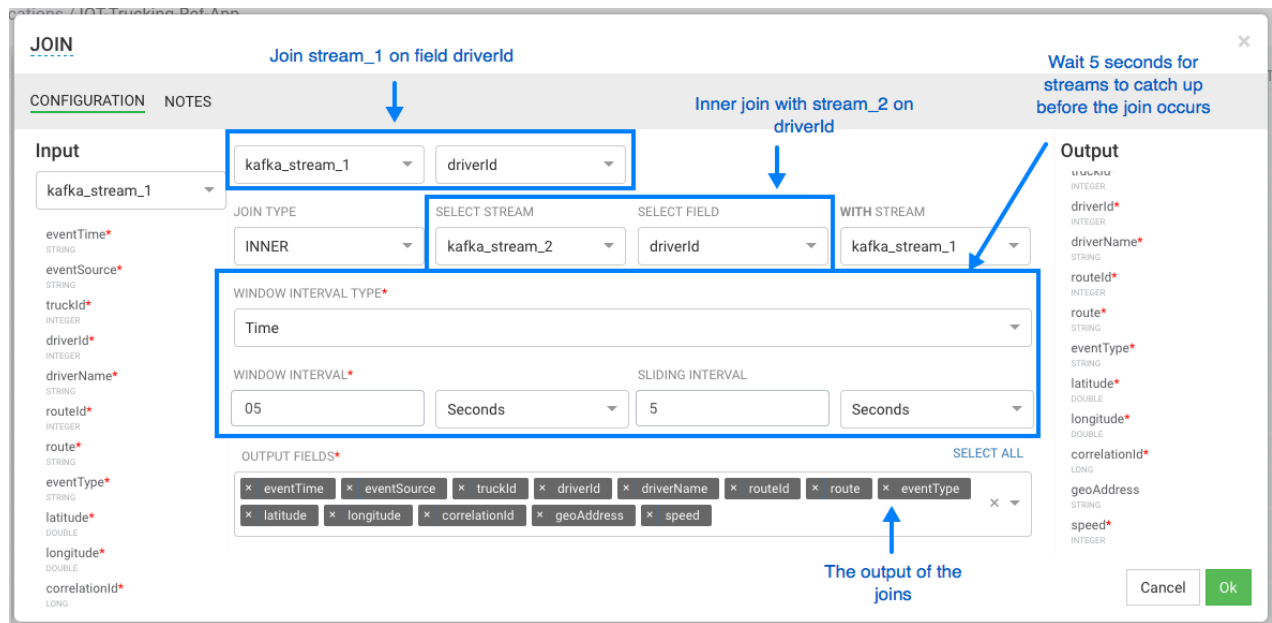 JOIN
×
Join stream_1 on field driverId
Wait 5 seconds for
streams to catch up
before the join occurs
CONFIGURATION NOTES
Inner join with stream_2 on
driverId
Input
kafka_stream_1
eventTime*
STRING
eventSource*
STRING
truckId*
INTEGER
driverId*
INTEGER
driverName*
STRING
routeId*
INTEGER
route*
STRING
eventType*
STRING
latitude*
DOUBLE
longitude*
DOUBLE
correlationId*
LONG
kafka_stream_1 driverId
JOIN TYPE SELECT STREAM SELECT FIELD WITH STREAM
INNER kafka_stream_2 driverId kafka_stream_1
WINDOW INTERVAL TYPE*
Time
WINDOW INTERVAL* SLIDING INTERVAL
05 Seconds 5 Seconds
OUTPUT FIELDS* SELECT ALL
× eventTime × eventSource × truckId × driverId × driverName × routeId × route × eventType
× latitude × longitude × correlationId × geoAddress × speed
×
The output of the
joins
Output
truckId
INTEGER
driverId*
INTEGER
driverName*
STRING
routeId*
INTEGER
route*
STRING
eventType*
STRING
latitude*
DOUBLE
longitude*
DOUBLE
correlationId*
LONG
geoAddress
STRING
speed*
INTEGER
Cancel Ok